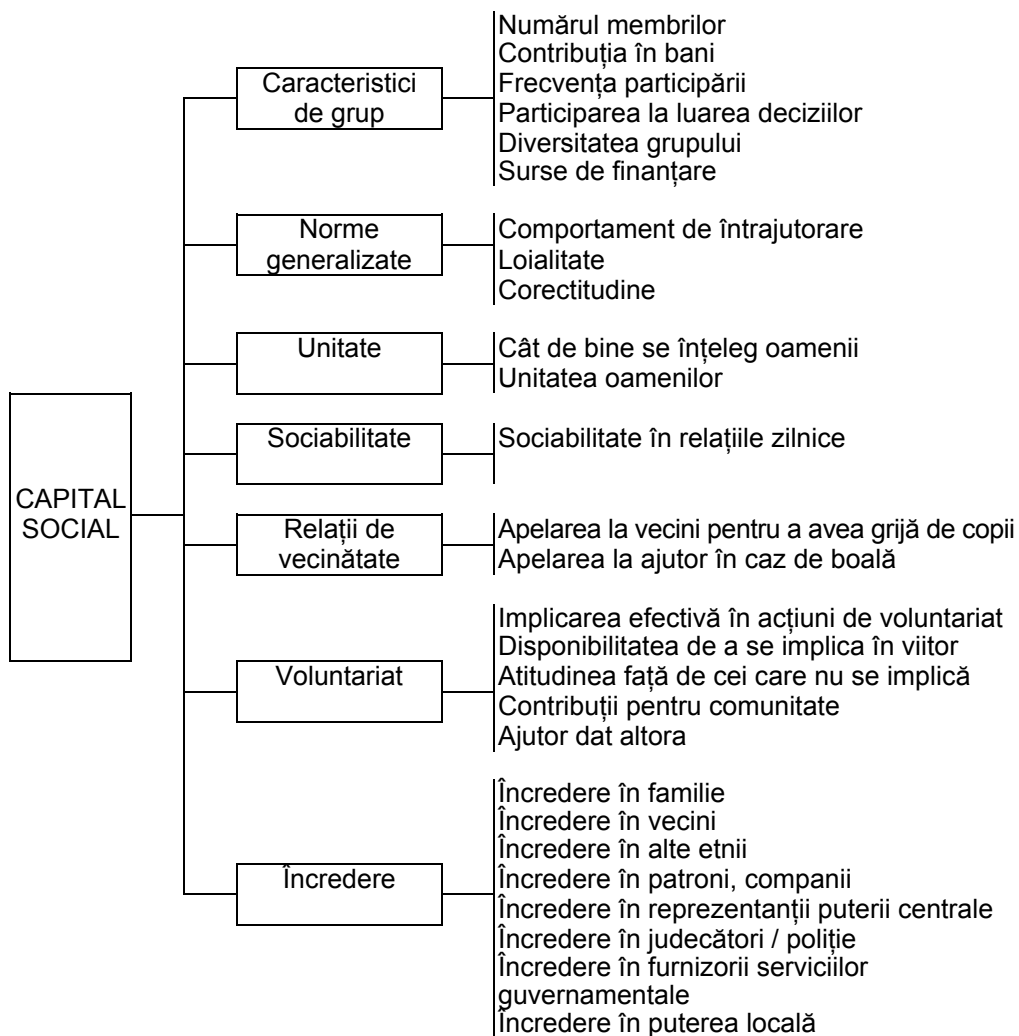 CAPITAL
SOCIAL
Caracteristici
de grup
Numărul membrilor
Contribuția în bani
Frecvența participării
Participarea la luarea deciziilor
Diversitatea grupului
Surse de finanțare
Norme
generalizate
Comportament de întrajutorare
Loialitate
Corectitudine
Unitate
Cât de bine se înțeleg oamenii
Unitatea oamenilor
Sociabilitate
Sociabilitate în relațiile zilnice
Relații de
vecinătate
Apelarea la vecini pentru a avea grijă de copii
Apelarea la ajutor în caz de boală
Voluntariat
Implicarea efectivă în acțiuni de voluntariat
Disponibilitatea de a se implica în viitor
Atitudinea față de cei care nu se implică
Contribuții pentru comunitate
Ajutor dat altora
Încredere
Încredere în familie
Încredere în vecini
Încredere în alte etnii
Încredere în patroni, companii
Încredere în reprezentanții puterii centrale
Încredere în judecători / poliție
Încredere în furnizorii serviciilor
guvernamentale
Încredere în puterea locală